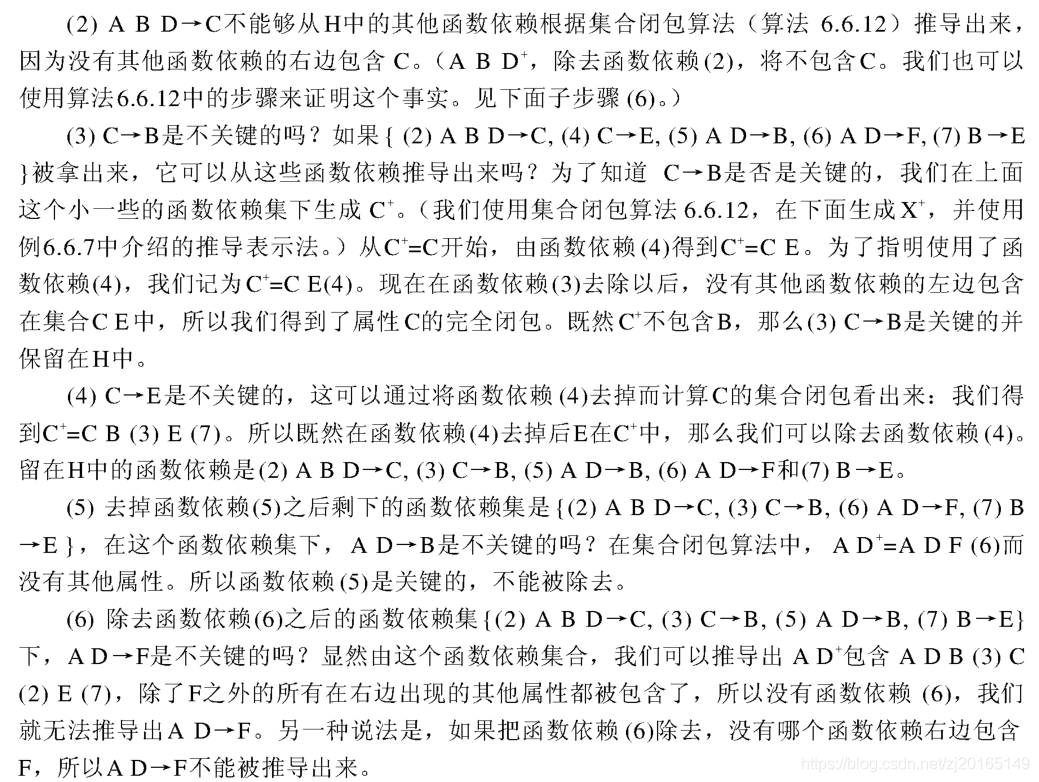 (2) A B D→C不能够从H中的其他函数依赖根据集合闭包算法（算法 6.6.12）推导出来，
因为没有其他函数依赖的右边包含 C。（A B D⁺，除去函数依赖(2)，将不包含C。我们也可以
使用算法6.6.12中的步骤来证明这个事实。见下面子步骤 (6)。）
(3) C→B是不关键的吗？如果{ (2) A B D→C, (4) C→E, (5) A D→B, (6) A D→F, (7) B→E
}被拿出来，它可以从这些函数依赖推导出来吗？为了知道 C→B是否是关键的，我们在上面
这个小一些的函数依赖集下生成 C⁺。（我们使用集合闭包算法 6.6.12，在下面生成X⁺，并使用
例6.6.7中介绍的推导表示法。）从C⁺=C开始，由函数依赖(4)得到C⁺=C E。为了指明使用了函
数依赖(4)，我们记为C⁺=C E(4)。现在在函数依赖(3)去除以后，没有其他函数依赖的左边包含
在集合C E中，所以我们得到了属性C的完全闭包。既然C⁺不包含B，那么(3) C→B是关键的并
保留在H中。
(4) C→E是不关键的，这可以通过将函数依赖 (4)去掉而计算C的集合闭包看出来：我们得
到C⁺=C B (3) E (7)。所以既然在函数依赖(4)去掉后E在C⁺中，那么我们可以除去函数依赖(4)。
留在H中的函数依赖是(2) A B D→C, (3) C→B, (5) A D→B, (6) A D→F和(7) B→E。
(5) 去掉函数依赖(5)之后剩下的函数依赖集是{(2) A B D→C, (3) C→B, (6) A D→F, (7) B
→E }，在这个函数依赖集下， A D→B是不关键的吗？在集合闭包算法中， A D⁺=A D F (6)而
没有其他属性。所以函数依赖 (5)是关键的，不能被除去。
(6) 除去函数依赖(6)之后的函数依赖集{(2) A B D→C, (3) C→B, (5) A D→B, (7) B→E}
下，A D→F是不关键的吗？显然由这个函数依赖集合，我们可以推导出 A D⁺包含 A D B (3) C
(2) E (7)，除了F之外的所有在右边出现的其他属性都被包含了，所以没有函数依赖 (6)，我们
就无法推导出A D→F。另一种说法是，如果把函数依赖 (6)除去，没有哪个函数依赖右边包含
F，所以A D→F不能被推导出来。
https://blog.csdn.net/zj20165149